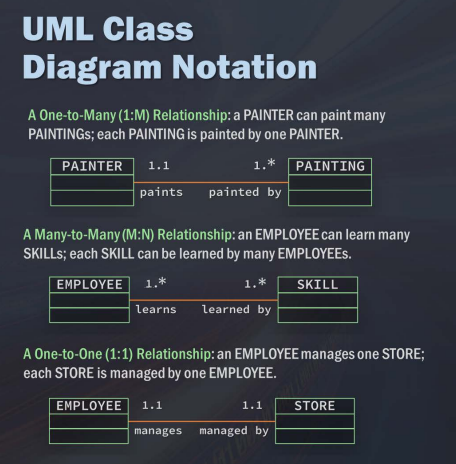 UML Class
Diagram Notation
A One-to-Many (1:M) Relationship: a PAINTER can paint many
PAINTINGs; each PAINTING is painted by one PAINTER.
PAINTER 1.1 1.* PAINTING
paints painted by
A Many-to-Many (M:N) Relationship: an EMPLOYEE can learn many
SKILLs; each SKILL can be learned by many EMPLOYEEs.
EMPLOYEE 1.* 1.* SKILL
learns learned by
A One-to-One (1:1) Relationship: an EMPLOYEE manages one STORE;
each STORE is managed by one EMPLOYEE.
EMPLOYEE 1.1 1.1 STORE
manages managed by